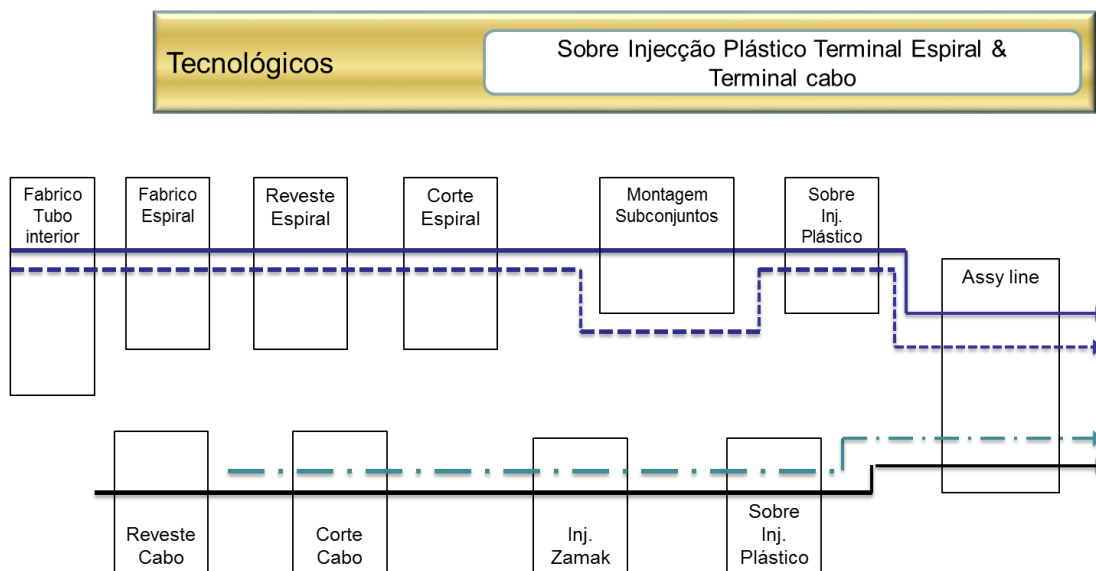 Tecnológicos
Sobre Injecção Plástico Terminal Espiral &
Terminal cabo
Fabrico
Tubo
interior
Fabrico
Espiral
Reveste
Espiral
Corte
Espiral
Montagem
Subconjuntos
Sobre
Inj.
Plástico
Assy line
Reveste
Cabo
Corte
Cabo
Inj.
Zamak
Sobre
Inj.
Plástico